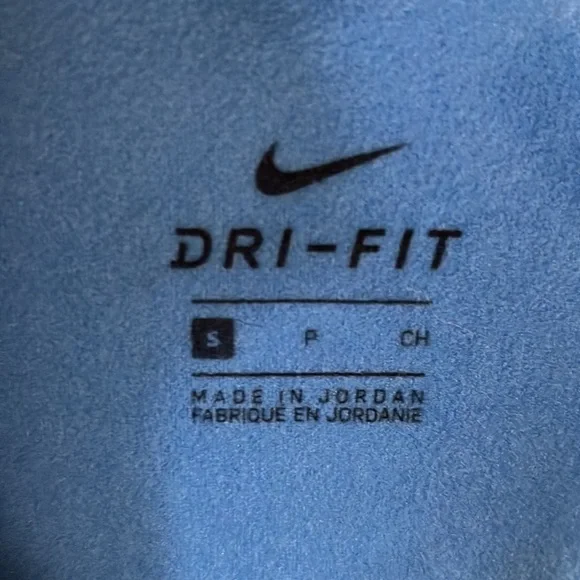 DRI-FIT
S P CH
MADE IN JORDAN
FABRIQUE EN JORDANIE